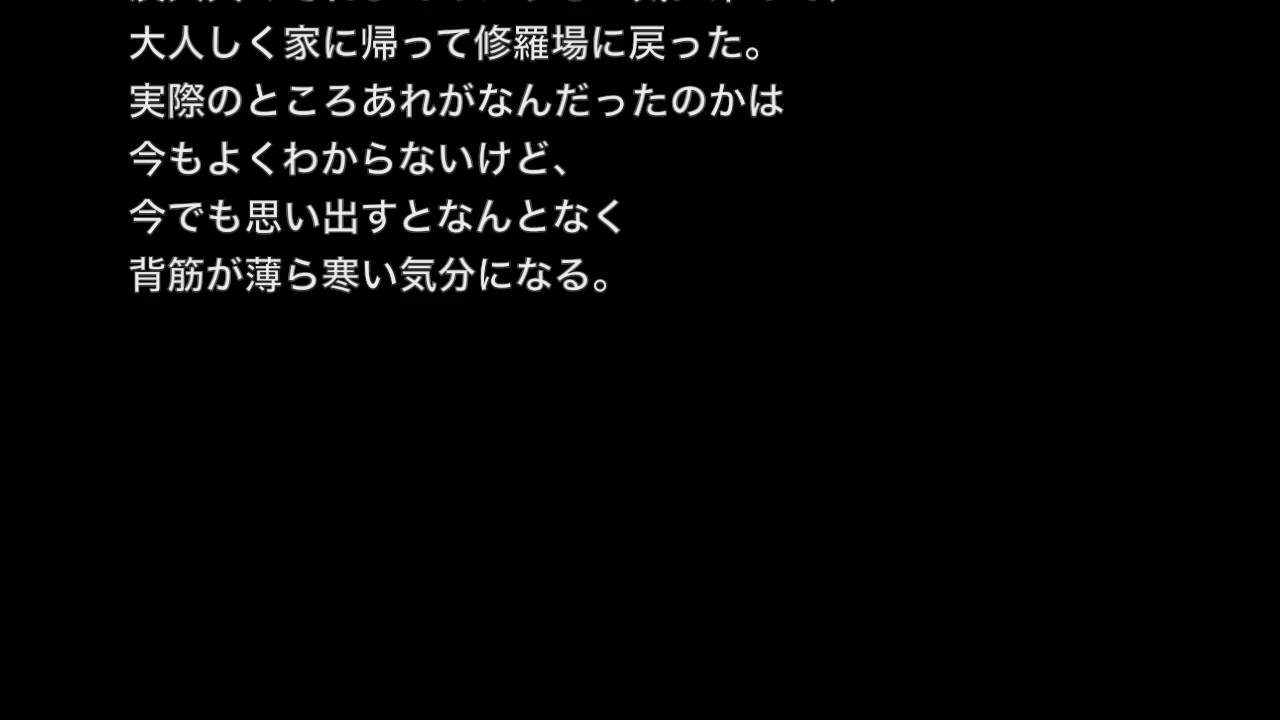 大人しく家に帰って修羅場に戻った。
実際のところあれがなんだったのかは
今もよくわからないけど、
今でも思い出すとなんとなく
背筋が薄ら寒い気分になる。